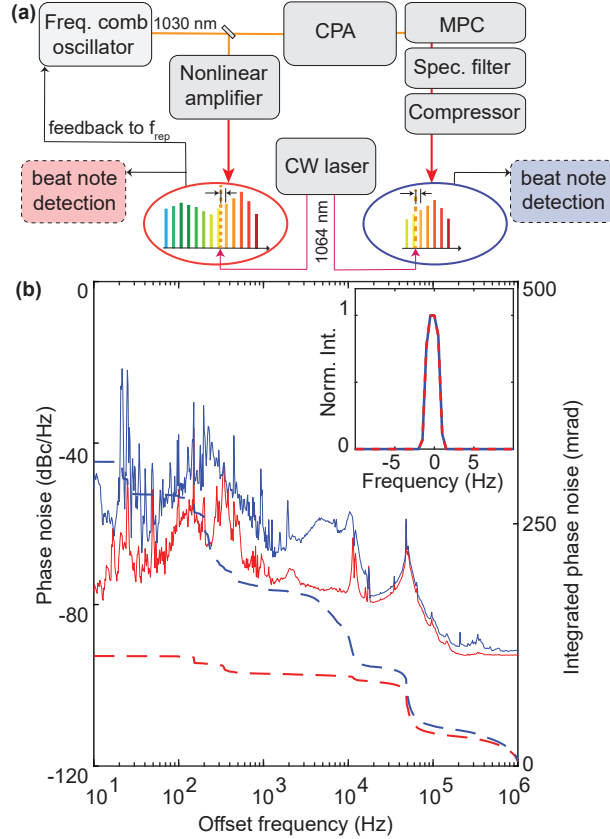 (a)
Freq. comb
oscillator
1030 nm
CPA
MPC
Nonlinear
amplifier
Spec. filter
Compressor
feedback to f_rep
CW laser
beat note
detection
1064 nm
beat note
detection
(b)
0
-40
-80
-120
Phase noise (dBc/Hz)
10^1
10^2
10^3
10^4
10^5
10^6
Offset frequency (Hz)
500
250
0
Integrated phase noise (mrad)
1
0
Norm. Int.
-5
0
5
Frequency (Hz)